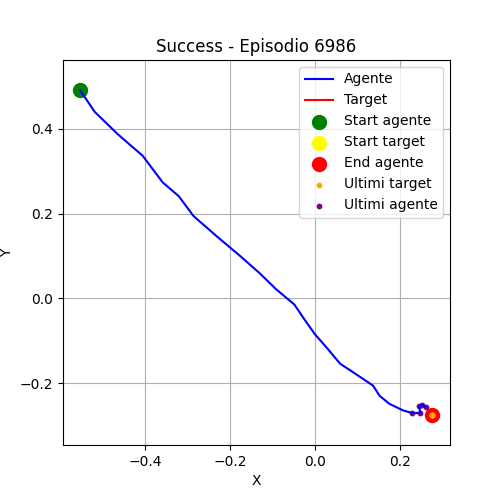 Success - Episodio 6986
Agente
Target
Start agente
Start target
End agente
Ultimi target
Ultimi agente
0.4
0.2
0.0
−0.2
Y
−0.4
−0.2
0.0
0.2
X